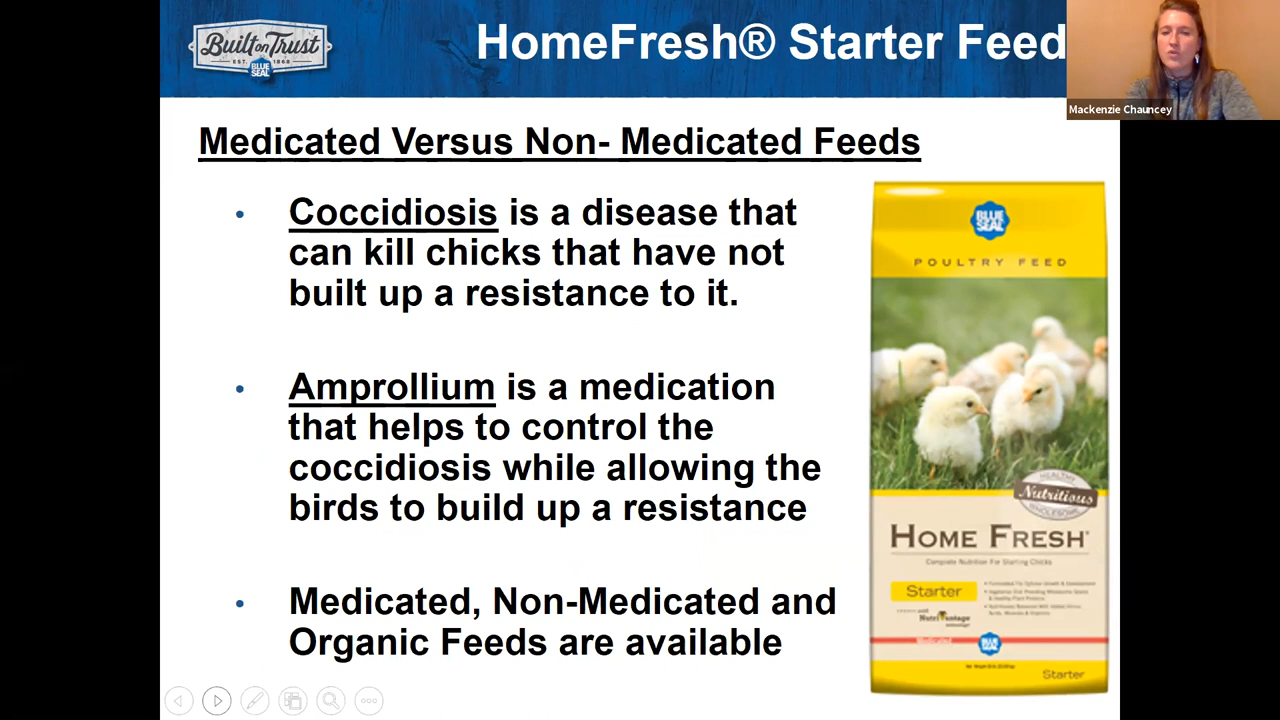 Built on Trust
EST. 1868
BLUE SEAL
HomeFresh® Starter Feed
Mackenzie Chauncey
Medicated Versus Non- Medicated Feeds
• Coccidiosis is a disease that
can kill chicks that have not
built up a resistance to it.
• Amprollium is a medication
that helps to control the
coccidiosis while allowing the
birds to build up a resistance
• Medicated, Non-Medicated and
Organic Feeds are available
BLUE SEAL
POULTRY FEED
HEALTHY
Nutritious
WHOLESOME
HOME FRESH®
Complete Nutrition For Starting Chicks
Starter
NutriVantage
Medicated
BLUE SEAL
Starter